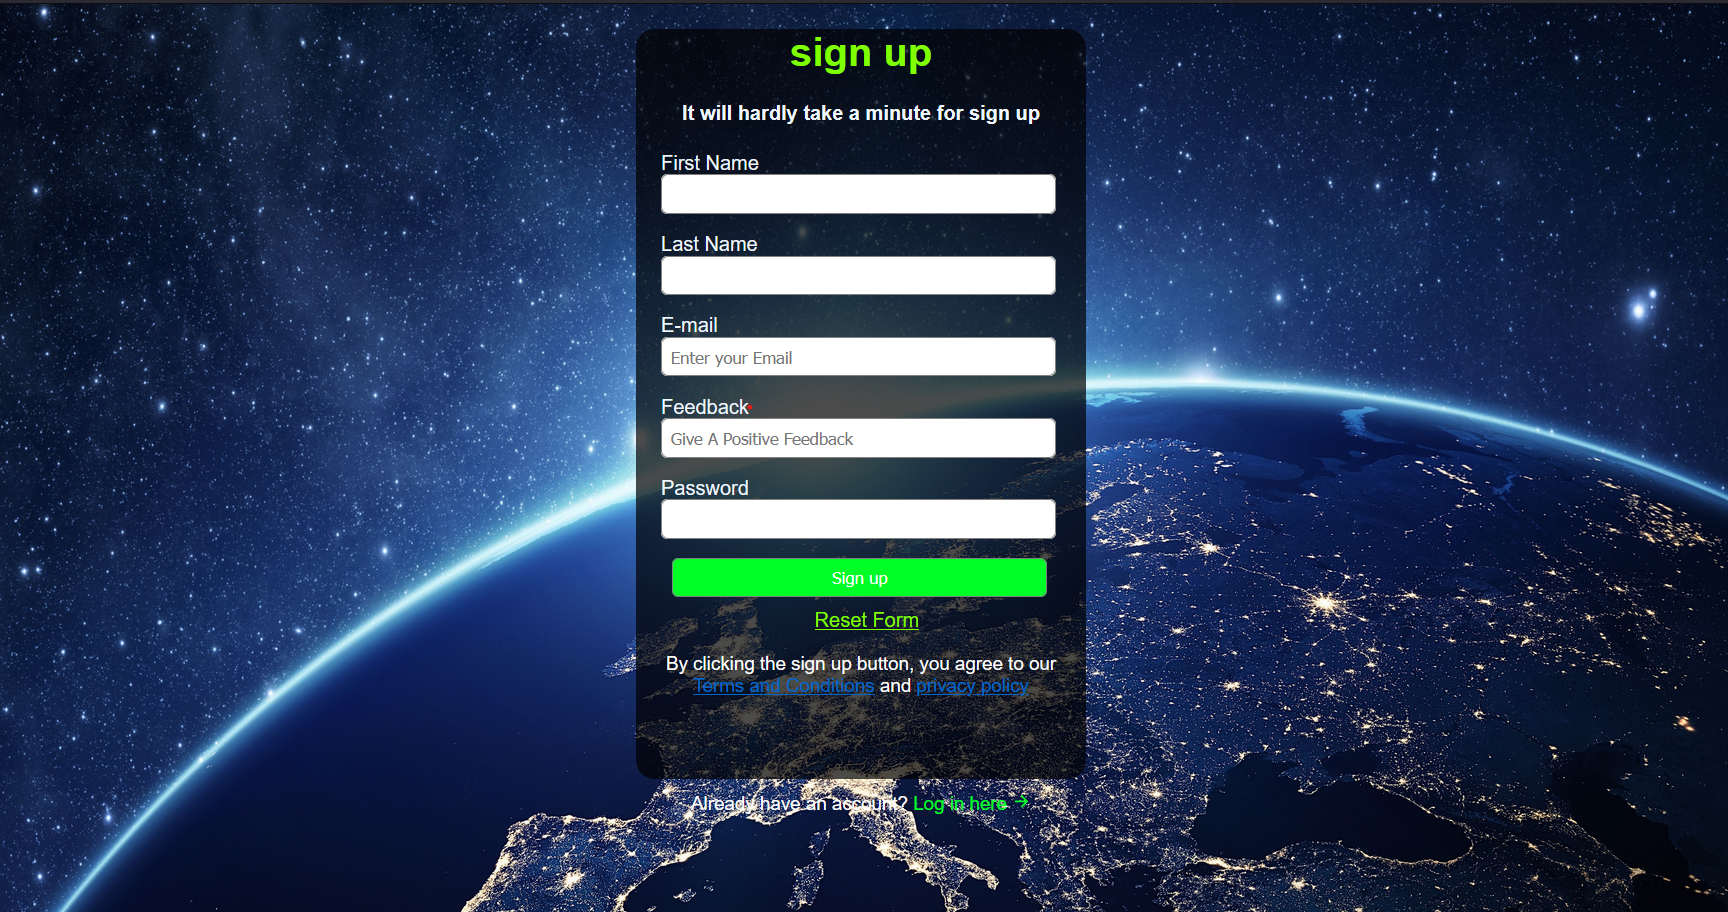 sign up
It will hardly take a minute for sign up
First Name
Last Name
E-mail
Enter your Email
Feedback*
Give A Positive Feedback
Password
Sign up
Reset Form
By clicking the sign up button, you agree to our
Terms and Conditions and privacy policy
Already have an account? Log in here →